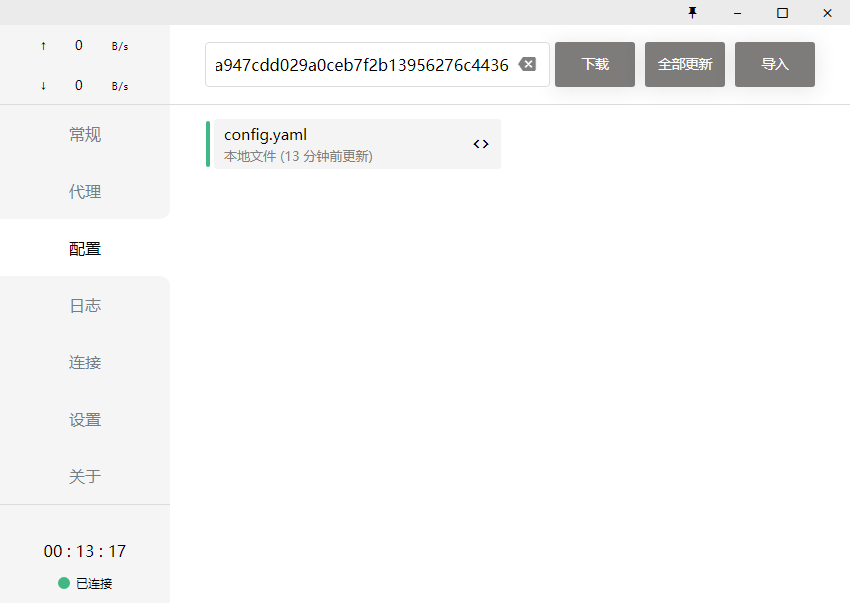 ↑ 0 B/s
↓ 0 B/s
常规
代理
配置
日志
连接
设置
关于
00 : 13 : 17
已连接
a947cdd029a0ceb7f2b13956276c4436
下载
全部更新
导入
config.yaml
本地文件 (13 分钟前更新)